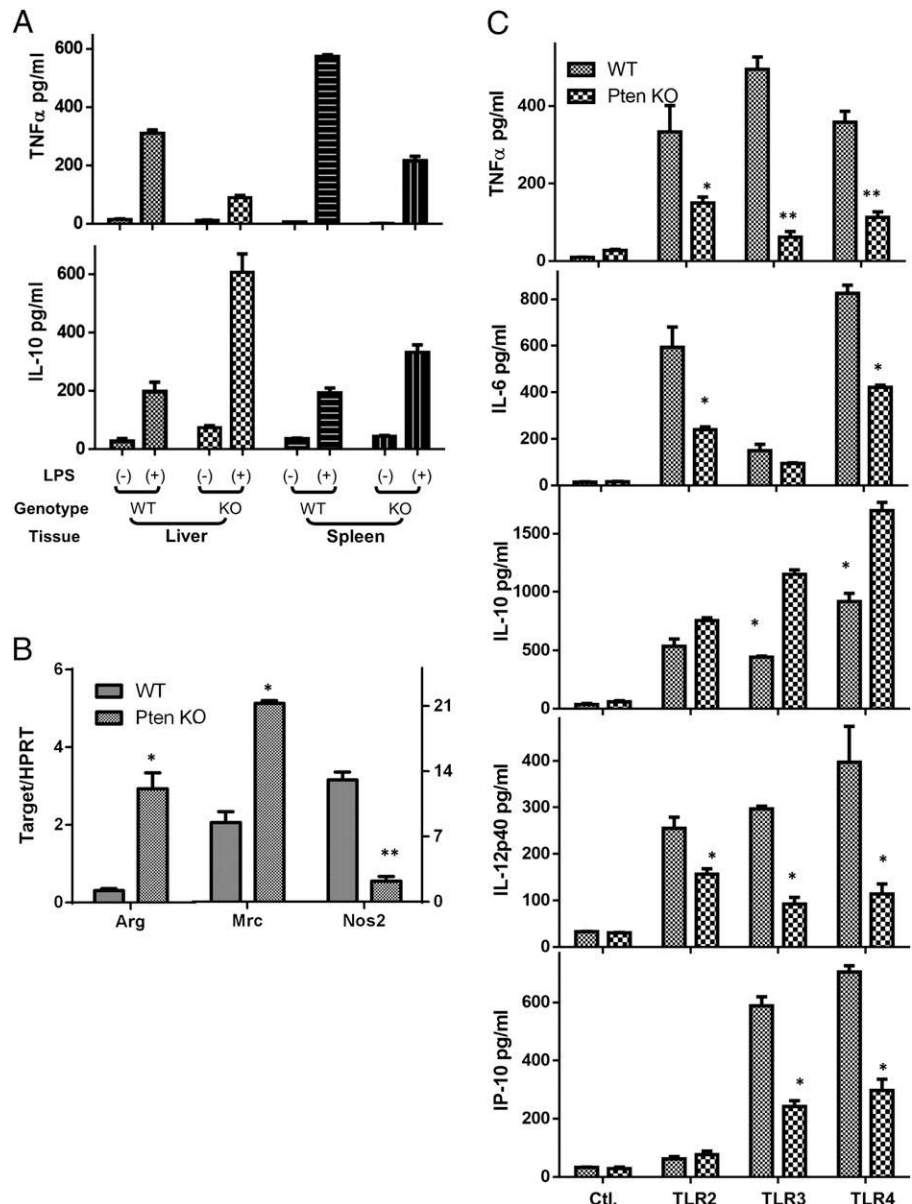 A
TNFα pg/ml
600
400
200
0
IL-10 pg/ml
600
400
200
0
LPS (-) (+) (-) (+) (-) (+) (-) (+)
Genotype WT KO WT KO
Tissue Liver Spleen
B
Target/HPRT
6
4
2
0
WT
Pten KO
* * **
21
14
7
0
Arg Mrc Nos2
C
WT
Pten KO
TNFα pg/ml
400
200
0
* ** **
IL-6 pg/ml
800
600
400
200
0
* *
IL-10 pg/ml
1500
1000
500
0
* *
IL-12p40 pg/ml
400
300
200
100
0
* * *
IP-10 pg/ml
600
400
200
0
* *
Ctl. TLR2 TLR3 TLR4